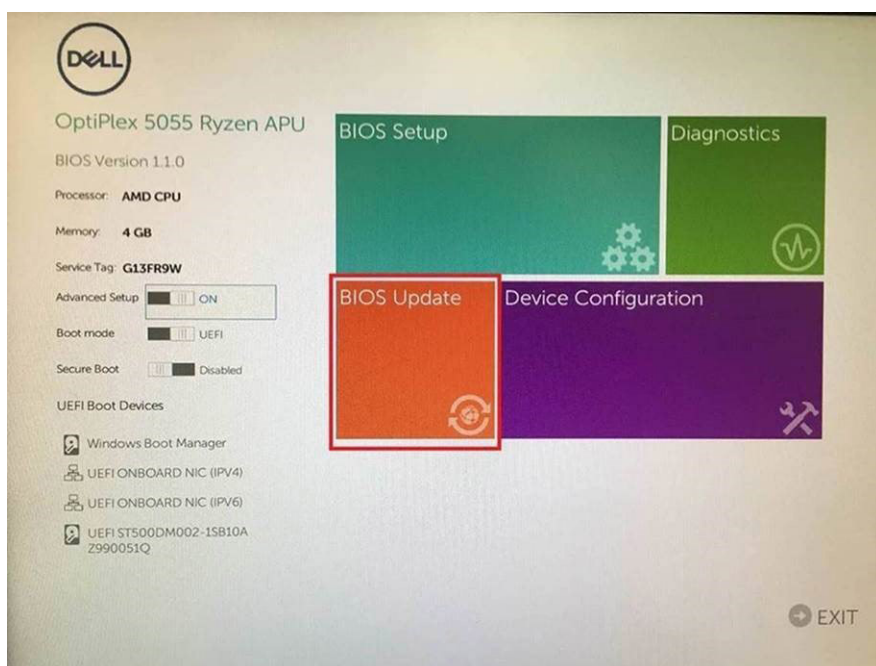 DELL
OptiPlex 5055 Ryzen APU
BIOS Version 1.1.0
Processor: AMD CPU
Memory: 4 GB
Service Tag: G13FR9W
Advanced Setup ON
Boot mode UEFI
Secure Boot Disabled
UEFI Boot Devices
Windows Boot Manager
UEFI ONBOARD NIC (IPV4)
UEFI ONBOARD NIC (IPV6)
UEFI ST500DM002-1SB10A
Z990051Q
BIOS Setup
Diagnostics
BIOS Update
Device Configuration
EXIT